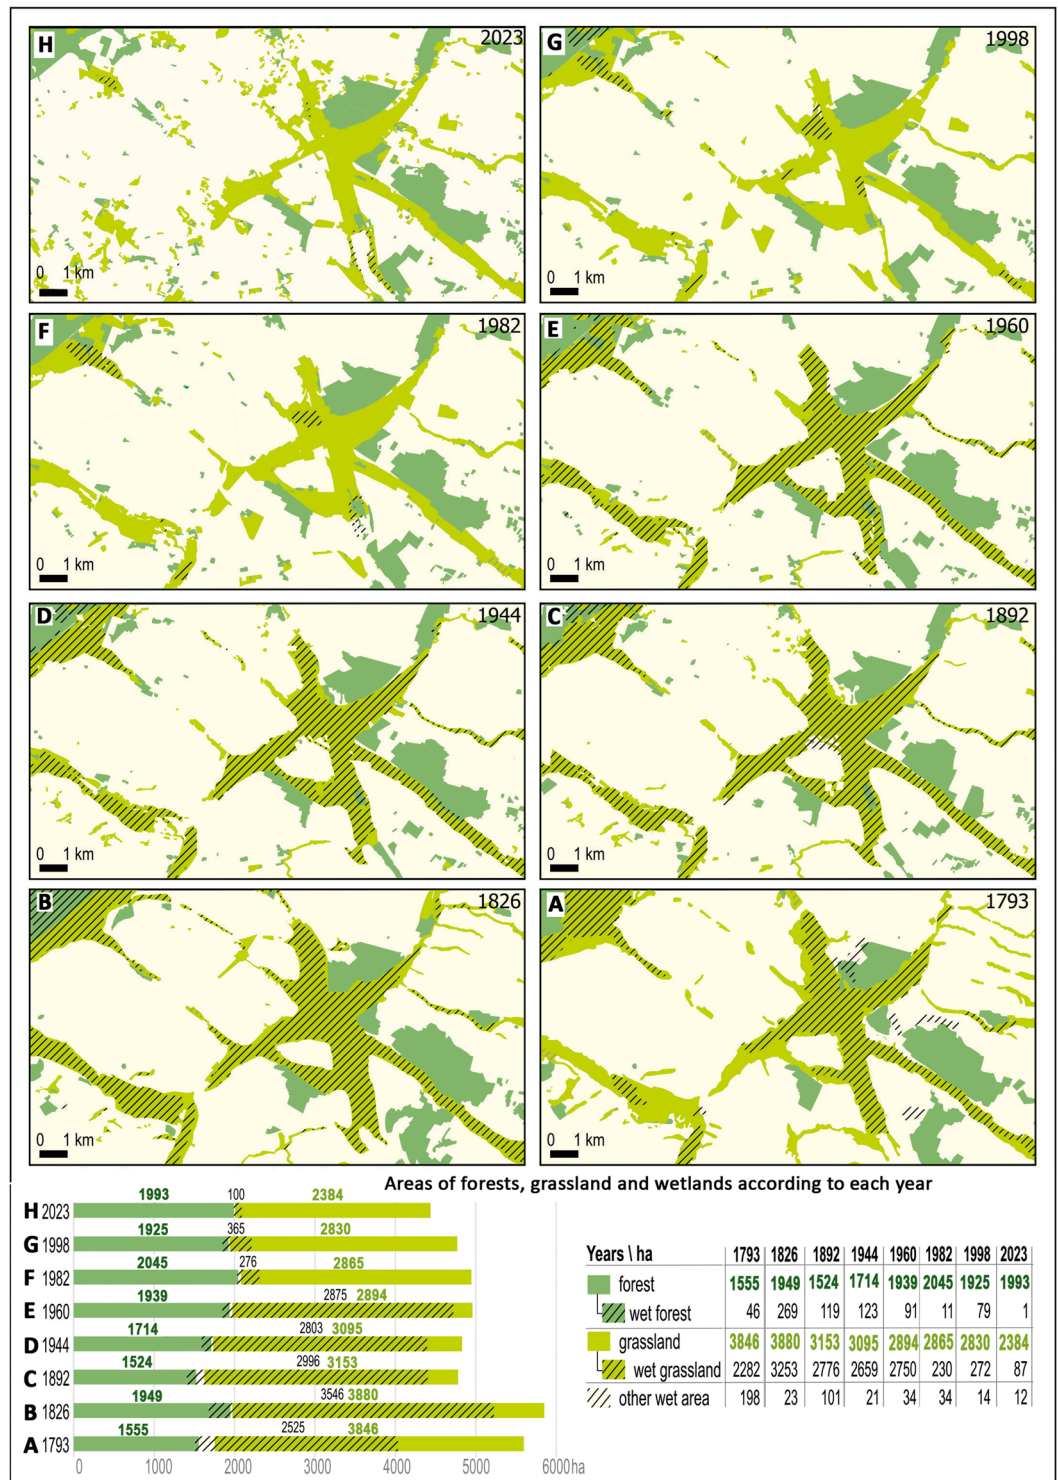 H 2023
0 1 km
G 1998
0 1 km
F 1982
0 1 km
E 1960
0 1 km
D 1944
0 1 km
C 1892
0 1 km
B 1826
0 1 km
A 1793
0 1 km
Areas of forests, grassland and wetlands according to each year
1993 100 2384
H 2023
1925 365 2830
G 1998
2045 276 2865
F 1982
1939 2875 2894
E 1960
1714 2803 3095
D 1944
1524 2996 3153
C 1892
1949 3546 3880
B 1826
1555 2525 3846
A 1793
0 1000 2000 3000 4000 5000 6000ha
Years \ ha 1793 1826 1892 1944 1960 1982 1998 2023
forest 1555 1949 1524 1714 1939 2045 1925 1993
wet forest 46 269 119 123 91 11 79 1
grassland 3846 3880 3153 3095 2894 2865 2830 2384
wet grassland 2282 3253 2776 2659 2750 230 272 87
other wet area 198 23 101 21 34 34 14 12